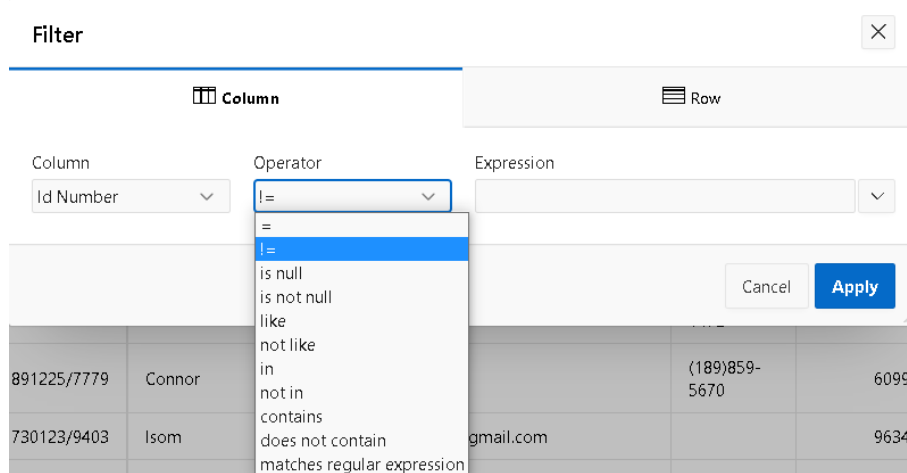 Filter
Column
Row
Column
Operator
Expression
Id Number
!=
=
!=
is null
is not null
like
not like
in
not in
contains
does not contain
matches regular expression
Cancel
Apply
891225/7779 Connor (189)859-
5670 6099
730123/9403 Isom gmail.com 9634